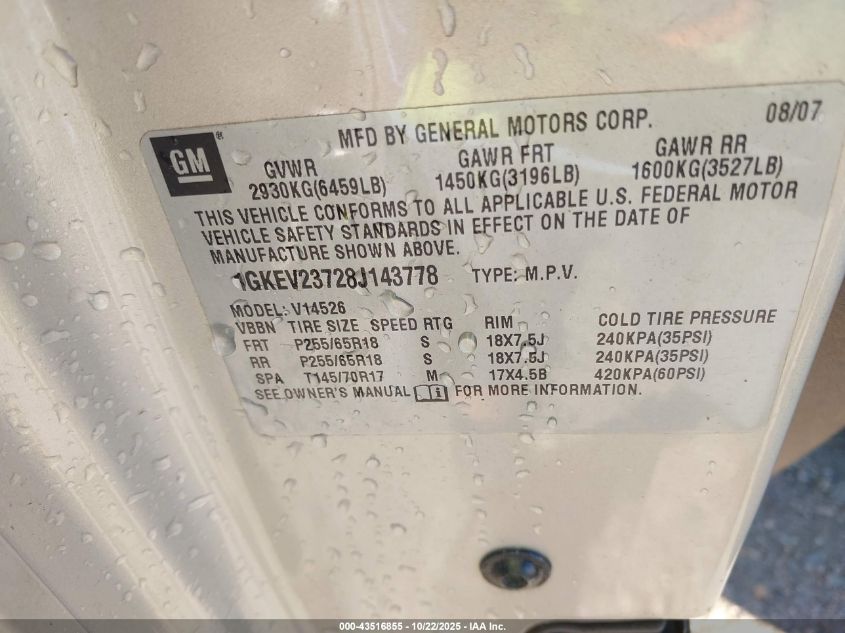 08/07
GM MFD BY GENERAL MOTORS CORP.
GVWR GAWR FRT GAWR RR
2930KG(6459LB) 1450KG(3196LB) 1600KG(3527LB)
THIS VEHICLE CONFORMS TO ALL APPLICABLE U.S. FEDERAL MOTOR
VEHICLE SAFETY STANDARDS IN EFFECT ON THE DATE OF
MANUFACTURE SHOWN ABOVE.
1GKEV23728J143778 TYPE: M.P.V.
MODEL: V14526
VBBN TIRE SIZE SPEED RTG RIM COLD TIRE PRESSURE
FRT P255/65R18 S 18X7.5J 240KPA(35PSI)
RR P255/65R18 S 18X7.5J 240KPA(35PSI)
SPA T145/70R17 M 17X4.5B 420KPA(60PSI)
SEE OWNER'S MANUAL i FOR MORE INFORMATION.
000-43516855 - 10/22/2025 - IAA Inc.